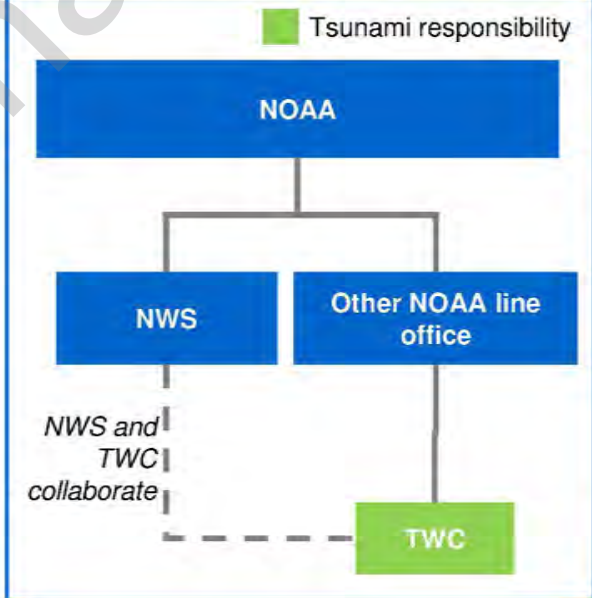 Tsunami responsibility
NOAA
NWS
Other NOAA line
office
NWS and
TWC
collaborate
TWC